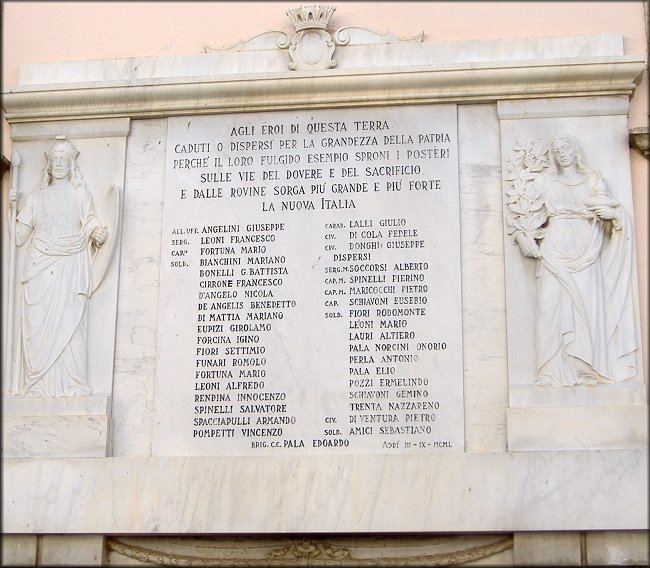 AGLI EROI DI QUESTA TERRA
CADUTI O DISPERSI PER LA GRANDEZZA DELLA PATRIA
PERCHÉ IL LORO FULGIDO ESEMPIO SPRONI I POSTERI
SULLE VIE DEL DOVERE E DEL SACRIFICIO
E DALLE ROVINE SORGA PIÚ GRANDE E PIÚ FORTE
LA NUOVA ITALIA
ALL. UFF. ANGELINI GIUSEPPE
SERG. LEONI FRANCESCO
CAP.LE FORTUNA MARIO
SOLD. BIANCHINI MARIANO
BONELLI G. BATTISTA
CIRRONE FRANCESCO
D'ANGELO NICOLA
DE ANGELIS BENEDETTO
DI MATTIA MARIANO
EUPIZI GIROLAMO
FORCINA IGINO
FIORI SETTIMIO
FUNARI ROMOLO
FORTUNA MARIO
LEONI ALFREDO
RENDINA INNOCENZO
SPINELLI SALVATORE
SPACCIAPULLI ARMANDO
POMPETTI VINCENZO
CARAB. LALLI GIULIO
CIV. DI COLA FEDELE
CIV. DONGHI GIUSEPPE
DISPERSI
SERG. M. SOCCORSI ALBERTO
CAP. M. SPINELLI PIERINO
CAP. M. MARICOCCHI PIETRO
CAP. SCHIAVONI EUSEBIO
SOLD. FIORI RODOMONTE
LEONI MARIO
LAURI ALTIERO
PALA NORCINI ONORIO
PERLA ANTONIO
PALA ELIO
POZZI ERMELINDO
SCHIAVONI GEMINO
TRENTA NAZZARENO
CIV. DI VENTURA PIETRO
SOLD. AMICI SEBASTIANO
BRIG. C.C. PALA EDOARDO
ADDÍ III - IX - MCML